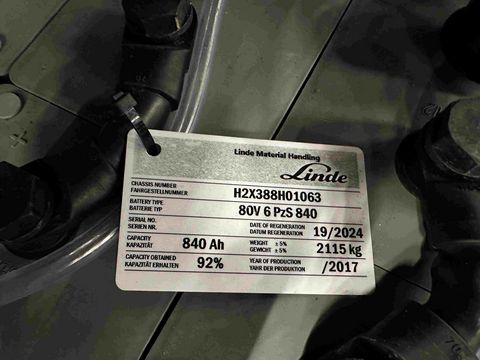 Linde Material Handling
Linde
CHASSIS NUMBER
FAHRGESTELLNUMMER H2X388H01063
BATTERY TYPE
BATTERIE TYP 80V 6 PzS 840
SERIAL NO.
SERIEN NR.
DATE OF REGENERATION
DATUM REGENERATION 19/2024
CAPACITY
KAPAZITÄT 840 Ah
WEIGHT ± 5%
GEWICHT ± 5% 2115 kg
CAPACITY OBTAINED
KAPAZITÄT ERHALTEN 92%
YEAR OF PRODUCTION
YAHR DER PRODUKTION /2017